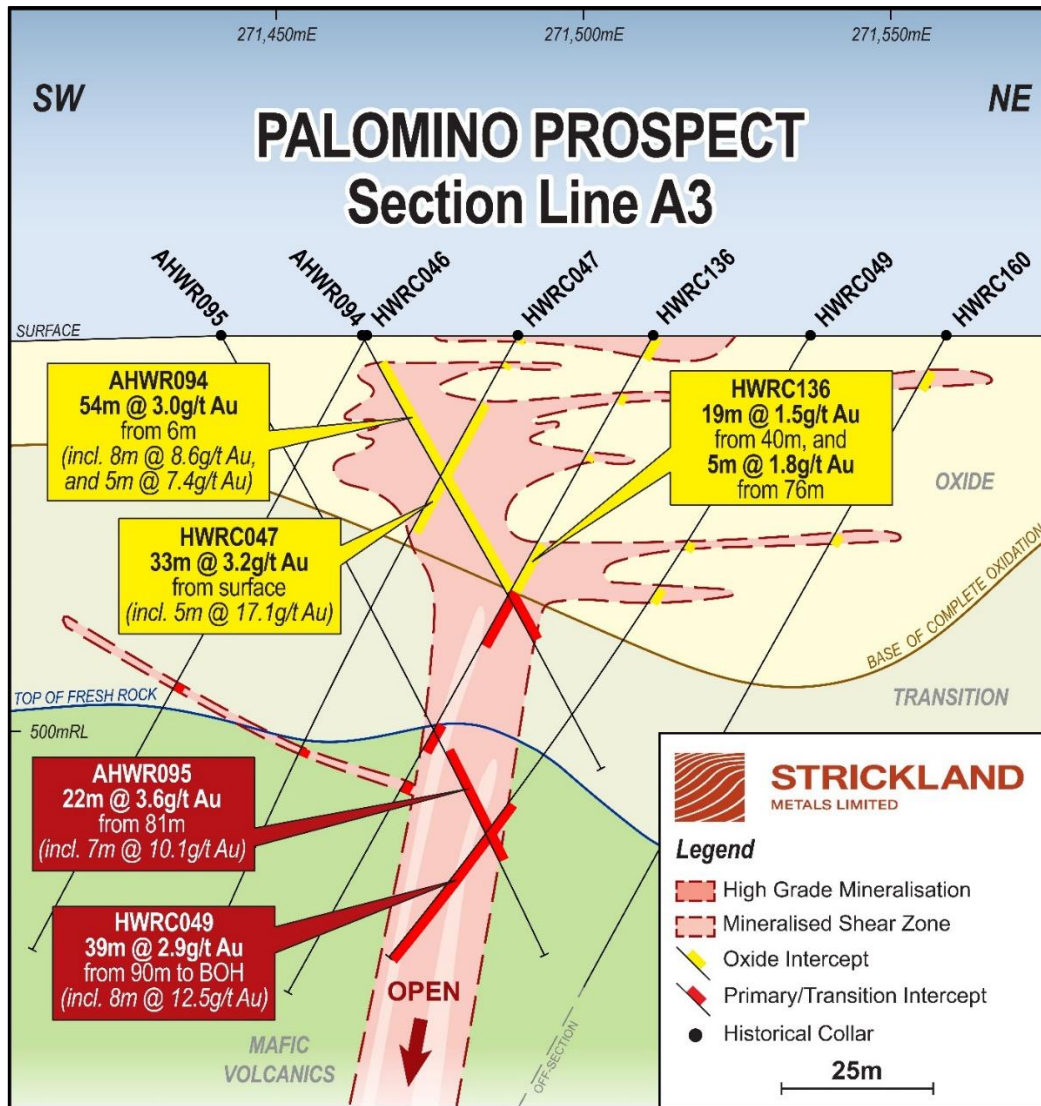 271,450mE
271,500mE
271,550mE
SW
NE
PALOMINO PROSPECT
Section Line A3
AHWR095
AHWR094
HWRC046
HWRC047
HWRC136
HWRC049
HWRC160
SURFACE
AHWR094
54m @ 3.0g/t Au
from 6m
(incl. 8m @ 8.6g/t Au,
and 5m @ 7.4g/t Au)
HWRC136
19m @ 1.5g/t Au
from 40m, and
5m @ 1.8g/t Au
from 76m
OXIDE
HWRC047
33m @ 3.2g/t Au
from surface
(incl. 5m @ 17.1g/t Au)
BASE OF COMPLETE OXIDATION
TRANSITION
TOP OF FRESH ROCK
500mRL
AHWR095
22m @ 3.6g/t Au
from 81m
(incl. 7m @ 10.1g/t Au)
HWRC049
39m @ 2.9g/t Au
from 90m to BOH
(incl. 8m @ 12.5g/t Au)
OPEN
MAFIC
VOLCANICS
OFF-SECTION
STRICKLAND
METALS LIMITED
Legend
High Grade Mineralisation
Mineralised Shear Zone
Oxide Intercept
Primary/Transition Intercept
Historical Collar
25m